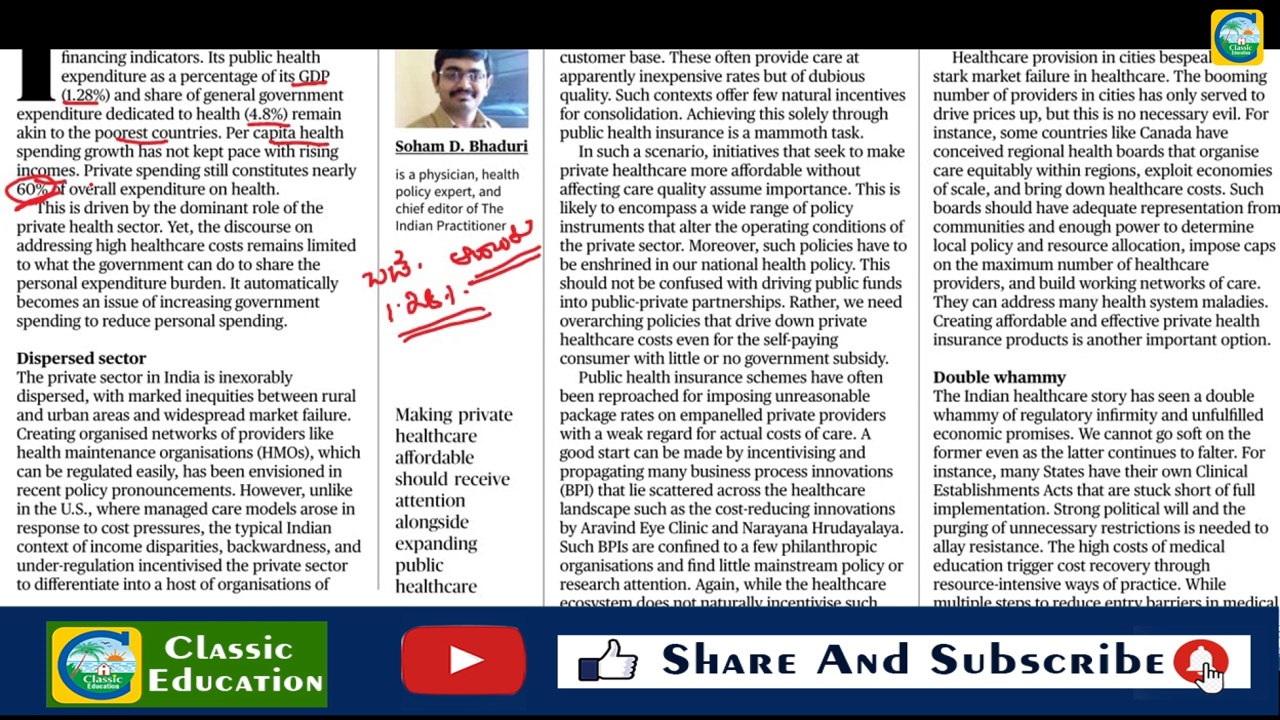 financing indicators. Its public health
expenditure as a percentage of its GDP
(1.28%) and share of general government
expenditure dedicated to health (4.8%) remain
akin to the poorest countries. Per capita health
spending growth has not kept pace with rising
incomes. Private spending still constitutes nearly
60% of overall expenditure on health.
This is driven by the dominant role of the
private health sector. Yet, the discourse on
addressing high healthcare costs remains limited
to what the government can do to share the
personal expenditure burden. It automatically
becomes an issue of increasing government
spending to reduce personal spending.
Dispersed sector
The private sector in India is inexorably
dispersed, with marked inequities between rural
and urban areas and widespread market failure.
Creating organised networks of providers like
health maintenance organisations (HMOs), which
can be regulated easily, has been envisioned in
recent policy pronouncements. However, unlike
in the U.S., where managed care models arose in
response to cost pressures, the typical Indian
context of income disparities, backwardness, and
under-regulation incentivised the private sector
to differentiate into a host of organisations of
Soham D. Bhaduri
is a physician, health
policy expert, and
chief editor of The
Indian Practitioner
1.28%
Making private
healthcare
affordable
should receive
attention
alongside
expanding
public
healthcare
customer base. These often provide care at
apparently inexpensive rates but of dubious
quality. Such contexts offer few natural incentives
for consolidation. Achieving this solely through
public health insurance is a mammoth task.
In such a scenario, initiatives that seek to make
private healthcare more affordable without
affecting care quality assume importance. This is
likely to encompass a wide range of policy
instruments that alter the operating conditions of
the private sector. Moreover, such policies have to
be enshrined in our national health policy. This
should not be confused with driving public funds
into public-private partnerships. Rather, we need
overarching policies that drive down private
healthcare costs even for the self-paying
consumer with little or no government subsidy.
Public health insurance schemes have often
been reproached for imposing unreasonable
package rates on empanelled private providers
with a weak regard for actual costs of care. A
good start can be made by incentivising and
propagating many business process innovations
(BPI) that lie scattered across the healthcare
landscape such as the cost-reducing innovations
by Aravind Eye Clinic and Narayana Hrudayalaya.
Such BPIs are confined to a few philanthropic
organisations and find little mainstream policy or
research attention. Again, while the healthcare
ecosystem does not naturally incentivise such
Healthcare provision in cities
stark market failure in healthcare. The booming
number of providers in cities has only served to
drive prices up, but this is no necessary evil. For
instance, some countries like Canada have
conceived regional health boards that organise
care equitably within regions, exploit economies
of scale, and bring down healthcare costs. Such
boards should have adequate representation from
communities and enough power to determine
local policy and resource allocation, impose caps
on the maximum number of healthcare
providers, and build working networks of care.
They can address many health system maladies.
Creating affordable and effective private health
insurance products is another important option.
Double whammy
The Indian healthcare story has seen a double
whammy of regulatory infirmity and unfulfilled
economic promises. We cannot go soft on the
former even as the latter continues to falter. For
instance, many States have their own Clinical
Establishments Acts that are stuck short of full
implementation. Strong political will and the
purging of unnecessary restrictions is needed to
allay resistance. The high costs of medical
education trigger cost recovery through
resource-intensive ways of practice. While
multiple steps to reduce entry barriers in medical
Classic
Education
Classic
Education
Classic
Education
Share And Subscribe